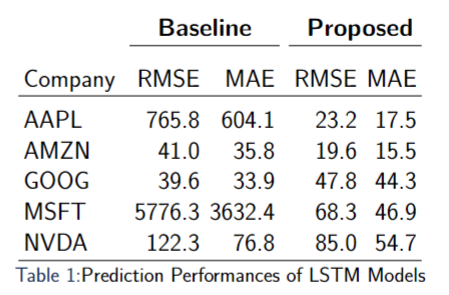 Baseline Proposed
Company RMSE MAE RMSE MAE
AAPL 765.8 604.1 23.2 17.5
AMZN 41.0 35.8 19.6 15.5
GOOG 39.6 33.9 47.8 44.3
MSFT 5776.3 3632.4 68.3 46.9
NVDA 122.3 76.8 85.0 54.7
Table 1:Prediction Performances of LSTM Models